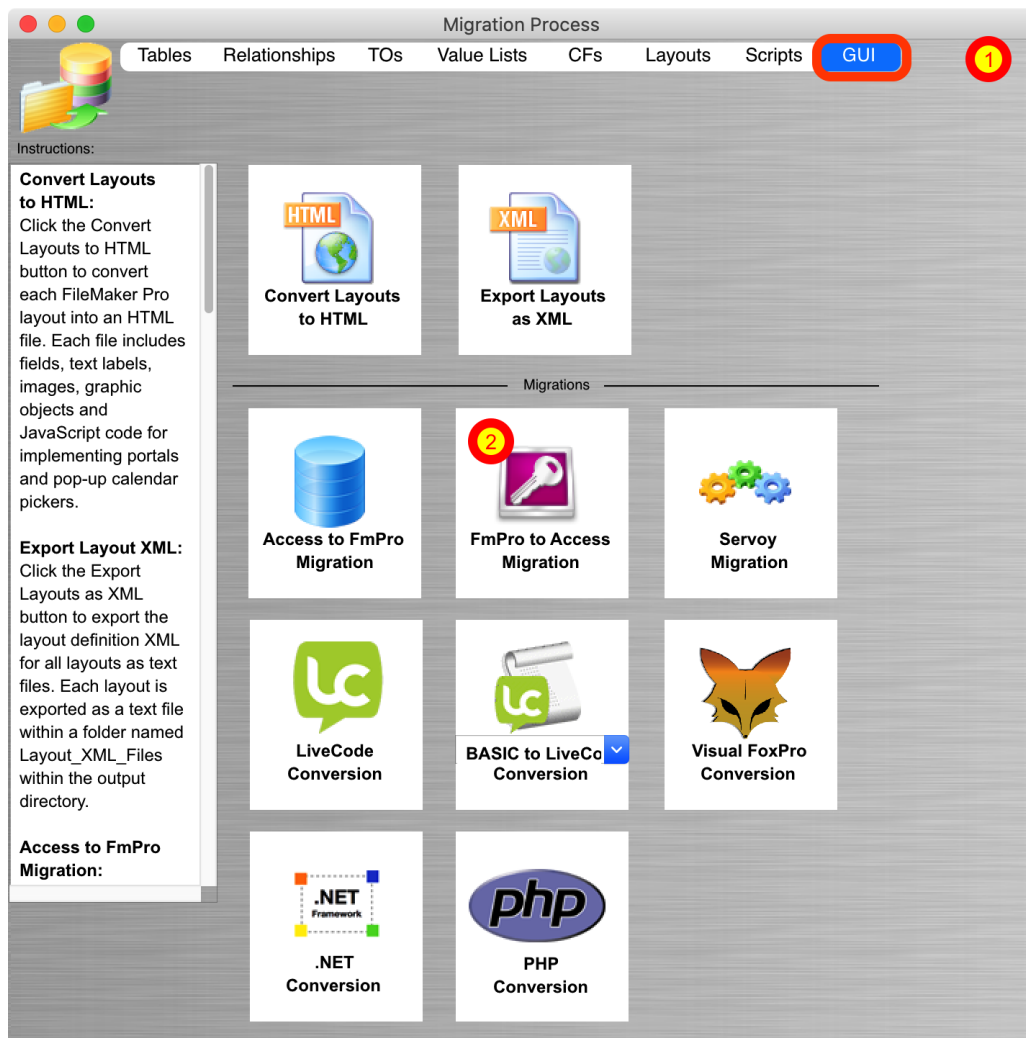 Migration Process
Tables Relationships TOs Value Lists CFs Layouts Scripts GUI 1
Instructions:
Convert Layouts
to HTML:
Click the Convert
Layouts to HTML
button to convert
each FileMaker Pro
layout into an HTML
file. Each file includes
fields, text labels,
images, graphic
objects and
JavaScript code for
implementing portals
and pop-up calendar
pickers.
Export Layout XML:
Click the Export
Layouts as XML
button to export the
layout definition XML
for all layouts as text
files. Each layout is
exported as a text file
within a folder named
Layout_XML_Files
within the output
directory.
Access to FmPro
Migration:
HTML
Convert Layouts
to HTML
XML
Export Layouts
as XML
Migrations
Access to FmPro
Migration
2
FmPro to Access
Migration
Servoy
Migration
LC
LiveCode
Conversion
LC
BASIC to LiveCo
Conversion
Visual FoxPro
Conversion
.NET
Framework
.NET
Conversion
php
PHP
Conversion